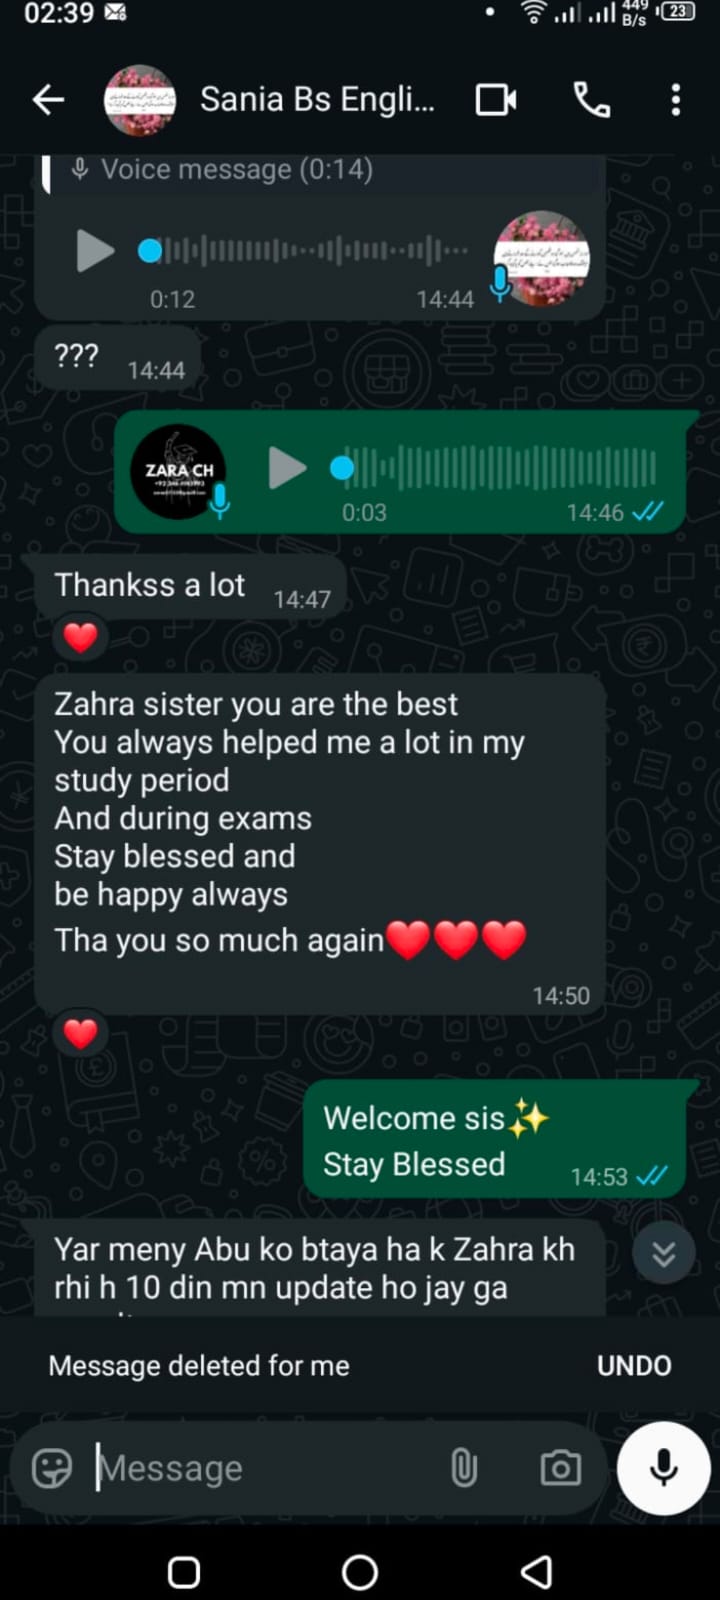 02:39
449
B/s
23
Sania Bs Engli...
Voice message (0:14)
0:12
14:44
???
14:44
ZARA CH
0:03
14:46
Thankss a lot
14:47
Zahra sister you are the best
You always helped me a lot in my
study period
And during exams
Stay blessed and
be happy always
Tha you so much again❤️❤️❤️
14:50
Welcome sis✨
Stay Blessed
14:53
Yar meny Abu ko btaya ha k Zahra kh
rhi h 10 din mn update ho jay ga
Message deleted for me
UNDO
Message